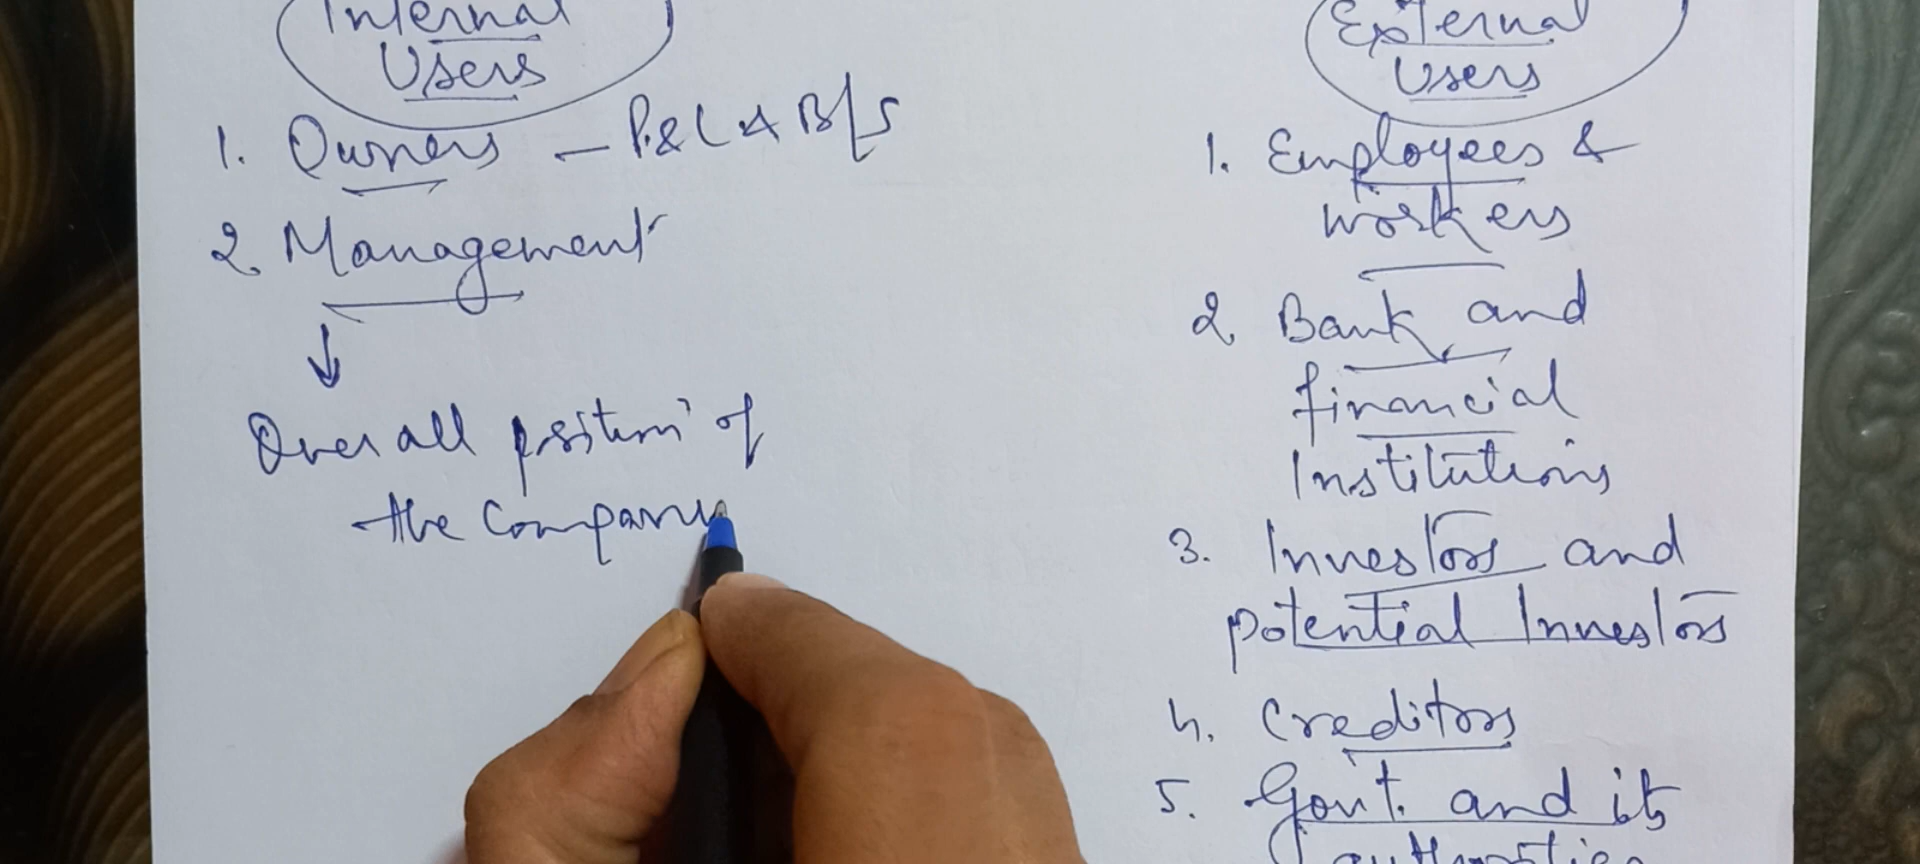 Internal
Users
1. Owners - P&L & B/S
2. Management
↓
Overall position of
the Company
External
Users
1. Employees &
workers
2. Bank and
financial
Institutions
3. Investors and
potential Investors
4. Creditors
5. Govt. and its
authorities